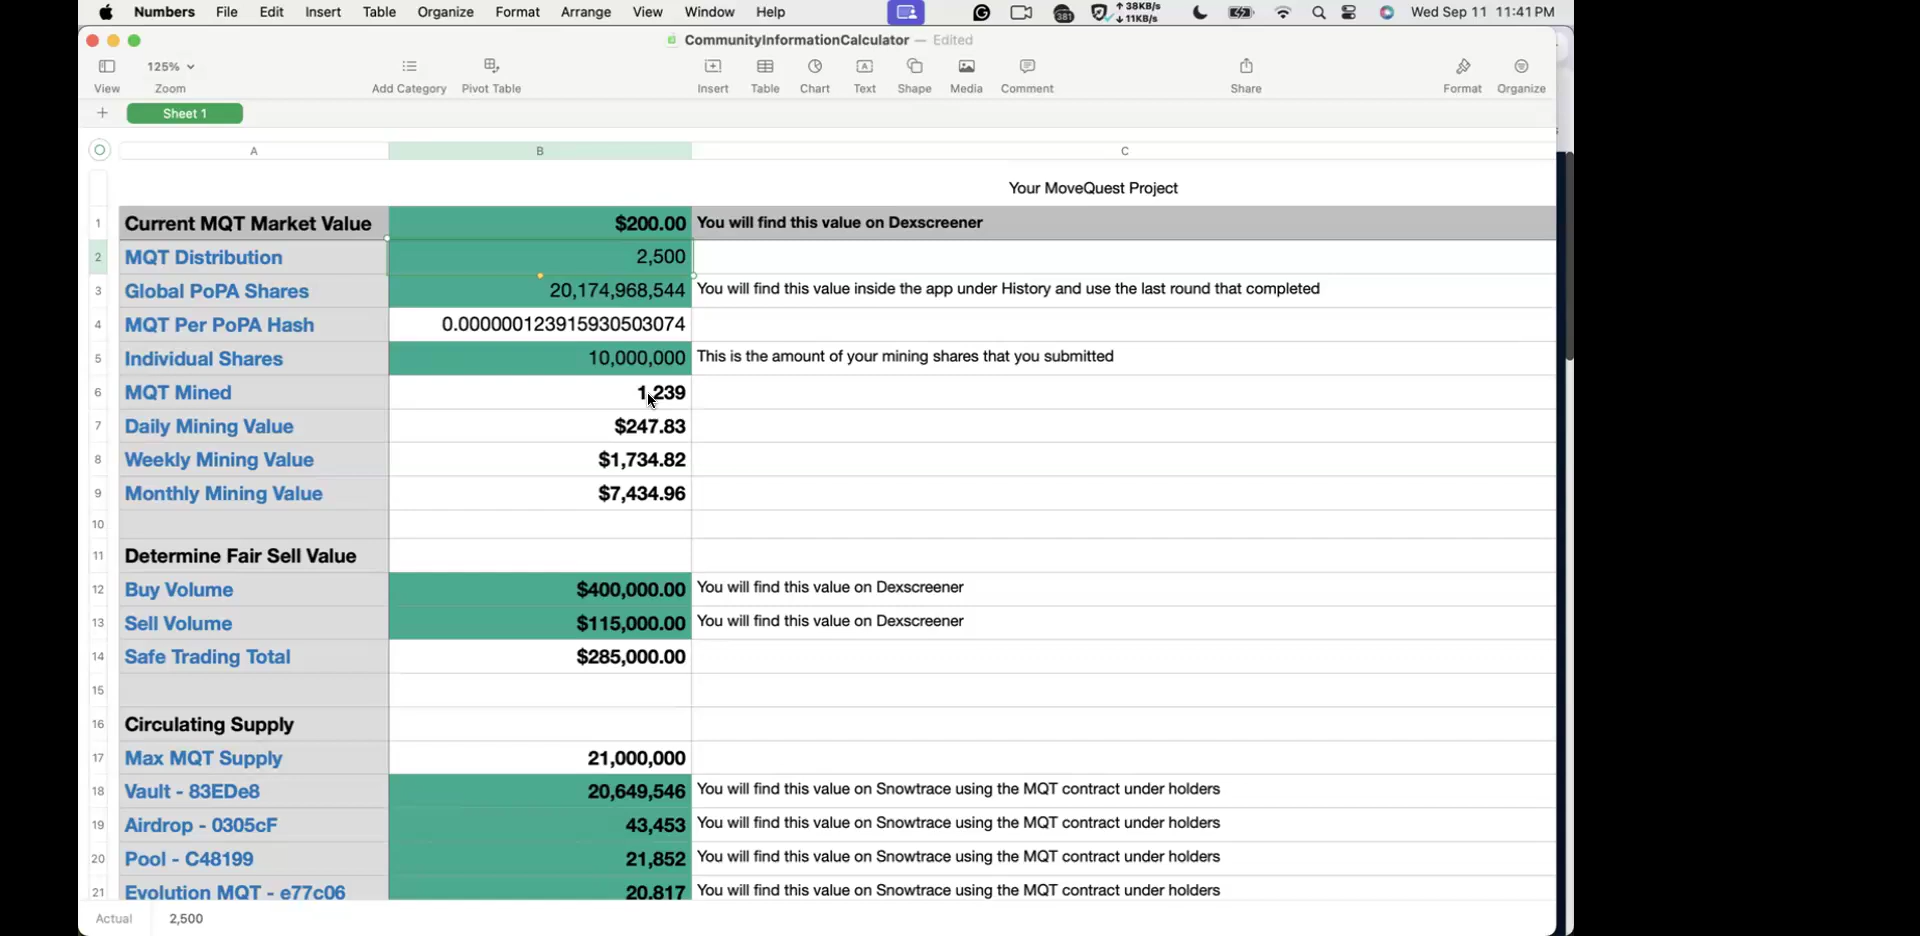 Numbers File Edit Insert Table Organize Format Arrange View Window Help 381 ↑ 38KB/s ↓ 11KB/s Wed Sep 11 11:41 PM
CommunityInformationCalculator — Edited
125%
View Zoom Add Category Pivot Table Insert Table Chart Text Shape Media Comment Share Format Organize
+ Sheet 1
A B C
Your MoveQuest Project
1 Current MQT Market Value $200.00 You will find this value on Dexscreener
2 MQT Distribution 2,500
3 Global PoPA Shares 20,174,968,544 You will find this value inside the app under History and use the last round that completed
4 MQT Per PoPA Hash 0.000000123915930503074
5 Individual Shares 10,000,000 This is the amount of your mining shares that you submitted
6 MQT Mined 1.239
7 Daily Mining Value $247.83
8 Weekly Mining Value $1,734.82
9 Monthly Mining Value $7,434.96
10
11 Determine Fair Sell Value
12 Buy Volume $400,000.00 You will find this value on Dexscreener
13 Sell Volume $115,000.00 You will find this value on Dexscreener
14 Safe Trading Total $285,000.00
15
16 Circulating Supply
17 Max MQT Supply 21,000,000
18 Vault - 83EDe8 20,649,546 You will find this value on Snowtrace using the MQT contract under holders
19 Airdrop - 0305cF 43,453 You will find this value on Snowtrace using the MQT contract under holders
20 Pool - C48199 21,852 You will find this value on Snowtrace using the MQT contract under holders
21 Evolution MQT - e77c06 20,817 You will find this value on Snowtrace using the MQT contract under holders
Actual 2,500